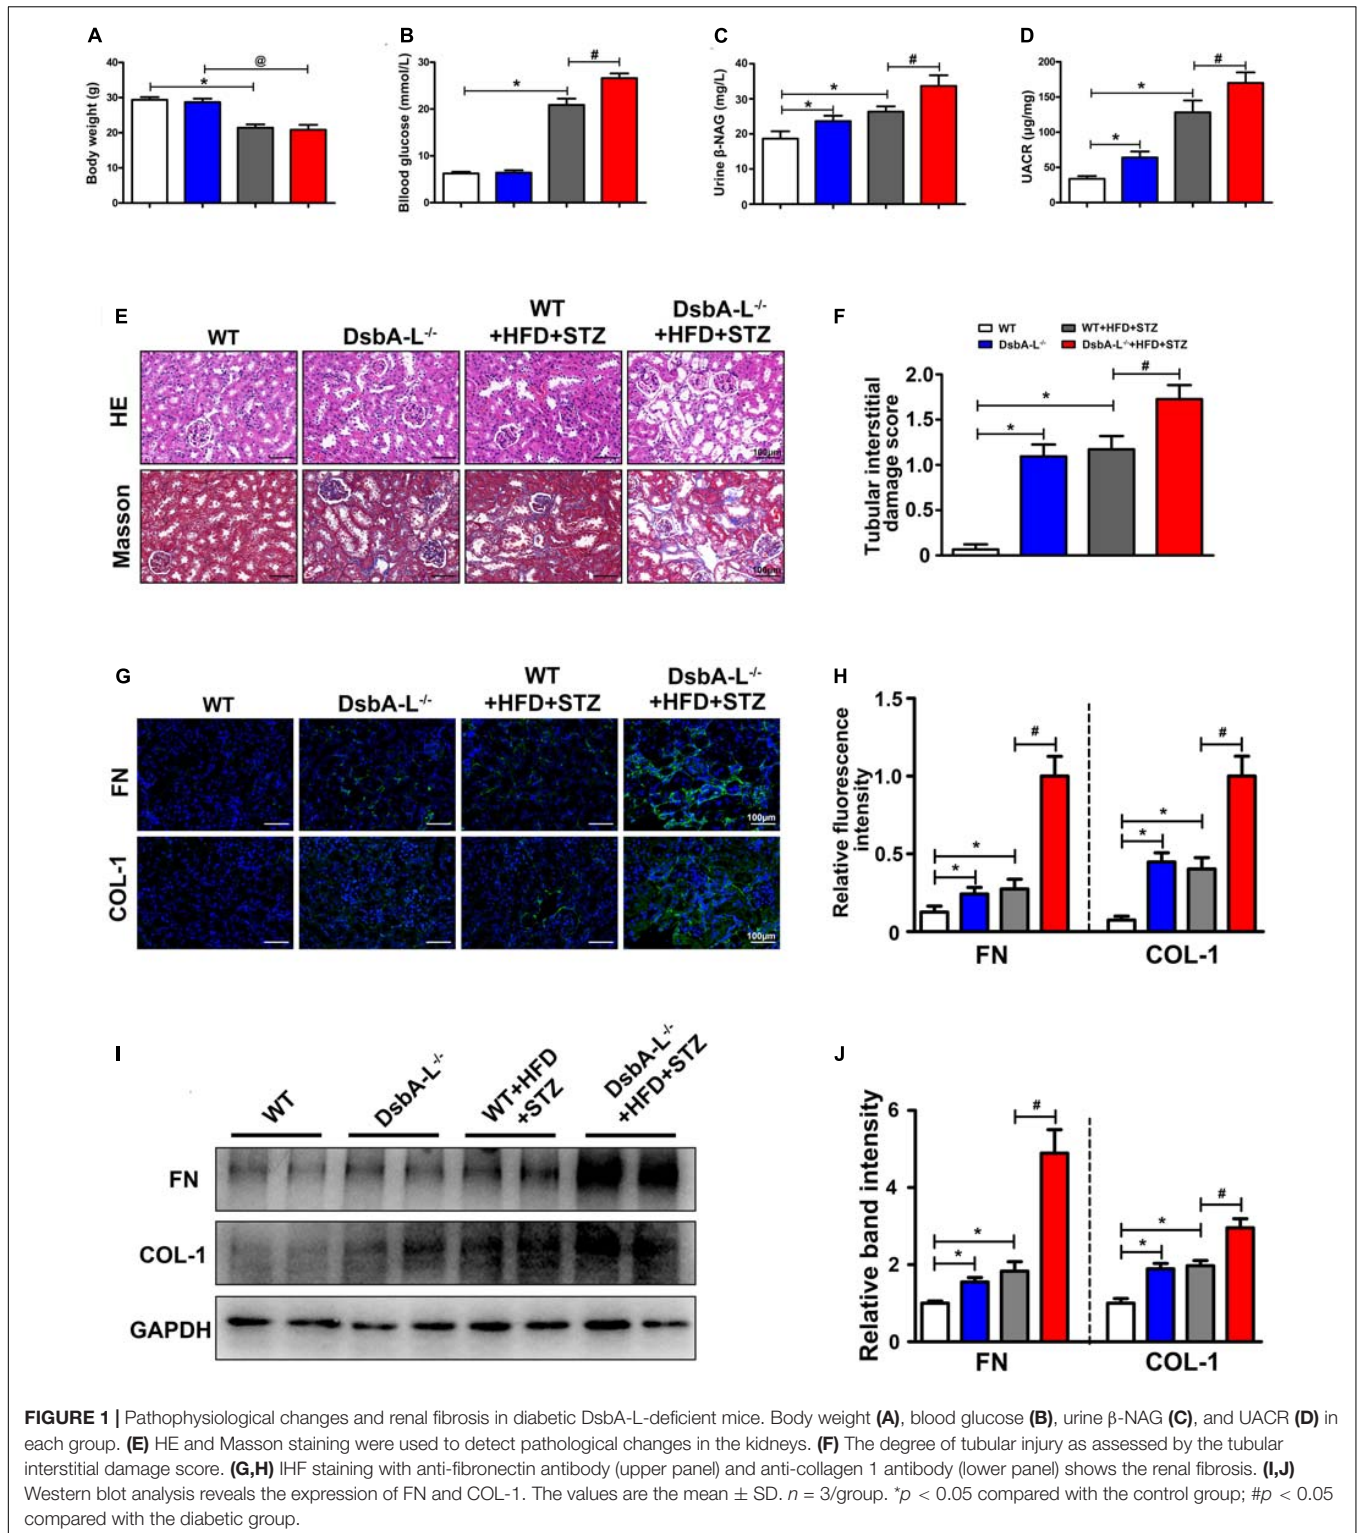 A
Body weight (g)
40
30
20
10
0
*
@
B
Bllood glucose (mmol/L)
30
20
10
0
*
#
C
Urine β-NAG (mg/L)
40
30
20
10
0
*
*
#
D
UACR (µg/mg)
200
150
100
50
0
*
*
#
E
WT
DsbA-L-/-
WT
+HFD+STZ
DsbA-L-/-
+HFD+STZ
HE
100µm
Masson
100µm
F
WT
WT+HFD+STZ
DsbA-L-/-
DsbA-L-/-+HFD+STZ
Tubular interstitial
damage score
2.0
1.5
1.0
0.5
0
*
*
#
G
WT
DsbA-L-/-
WT
+HFD+STZ
DsbA-L-/-
+HFD+STZ
FN
100µm
COL-1
100µm
H
Relative fluorescence
intensity
1.5
1.0
0.5
0
*
*
#
*
*
#
FN
COL-1
I
WT
DsbA-L-/-
WT+HFD
+STZ
DsbA-L-/-
+HFD+STZ
FN
COL-1
GAPDH
J
Relative band intensity
6
4
2
0
*
*
#
*
*
#
FN
COL-1
FIGURE 1 | Pathophysiological changes and renal fibrosis in diabetic DsbA-L-deficient mice. Body weight (A), blood glucose (B), urine β-NAG (C), and UACR (D) in
each group. (E) HE and Masson staining were used to detect pathological changes in the kidneys. (F) The degree of tubular injury as assessed by the tubular
interstitial damage score. (G,H) IHF staining with anti-fibronectin antibody (upper panel) and anti-collagen 1 antibody (lower panel) shows the renal fibrosis. (I,J)
Western blot analysis reveals the expression of FN and COL-1. The values are the mean ± SD. n = 3/group. *p < 0.05 compared with the control group; #p < 0.05
compared with the diabetic group.